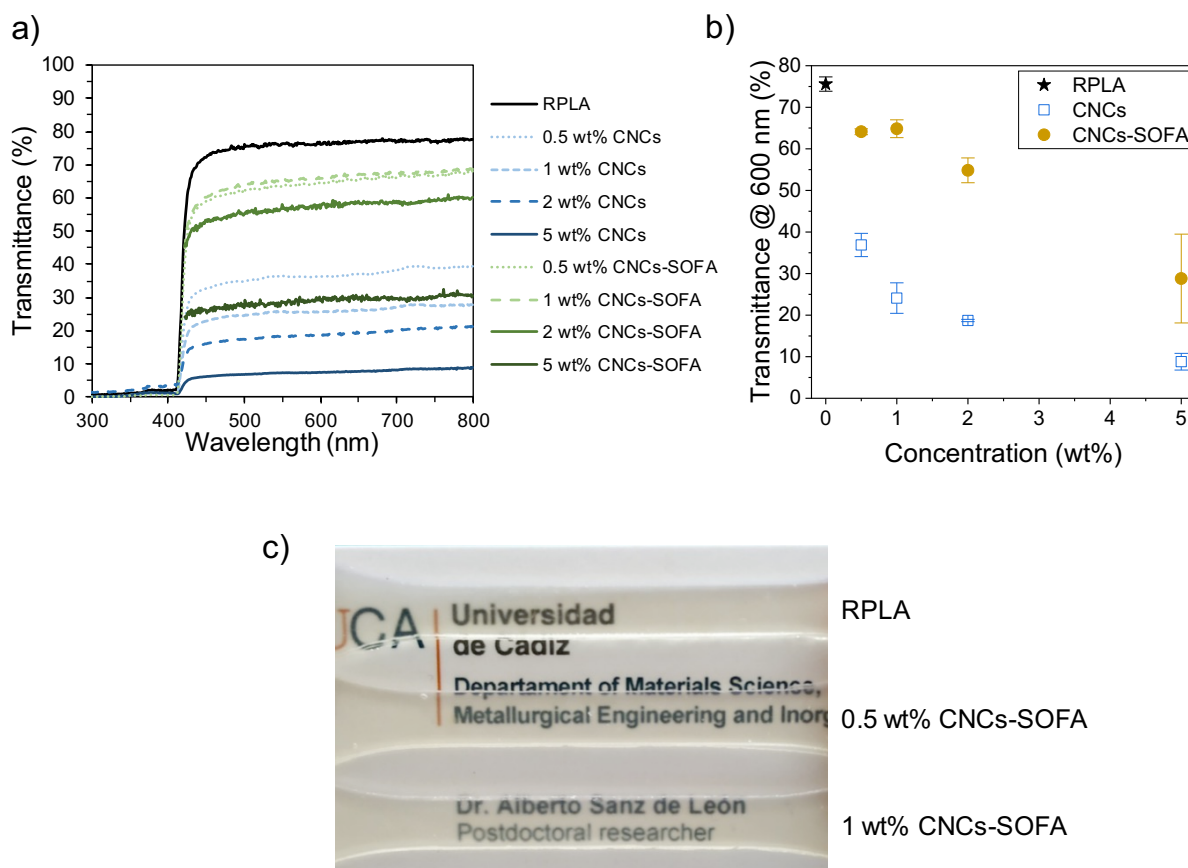 a)
100
90
80
70
60
50
40
30
20
10
0
Transmittance (%)
300
400
500
600
700
800
Wavelength (nm)
RPLA
0.5 wt% CNCs
1 wt% CNCs
2 wt% CNCs
5 wt% CNCs
0.5 wt% CNCs-SOFA
1 wt% CNCs-SOFA
2 wt% CNCs-SOFA
5 wt% CNCs-SOFA
b)
80
70
60
50
40
30
20
10
0
Transmittance @ 600 nm (%)
0
1
2
3
4
5
Concentration (wt%)
RPLA
CNCs
CNCs-SOFA
c)
UCA
Universidad
de Cádiz
Departament of Materials Science,
Metallurgical Engineering and Inorg
Dr. Alberto Sanz de León
Postdoctoral researcher
RPLA
0.5 wt% CNCs-SOFA
1 wt% CNCs-SOFA